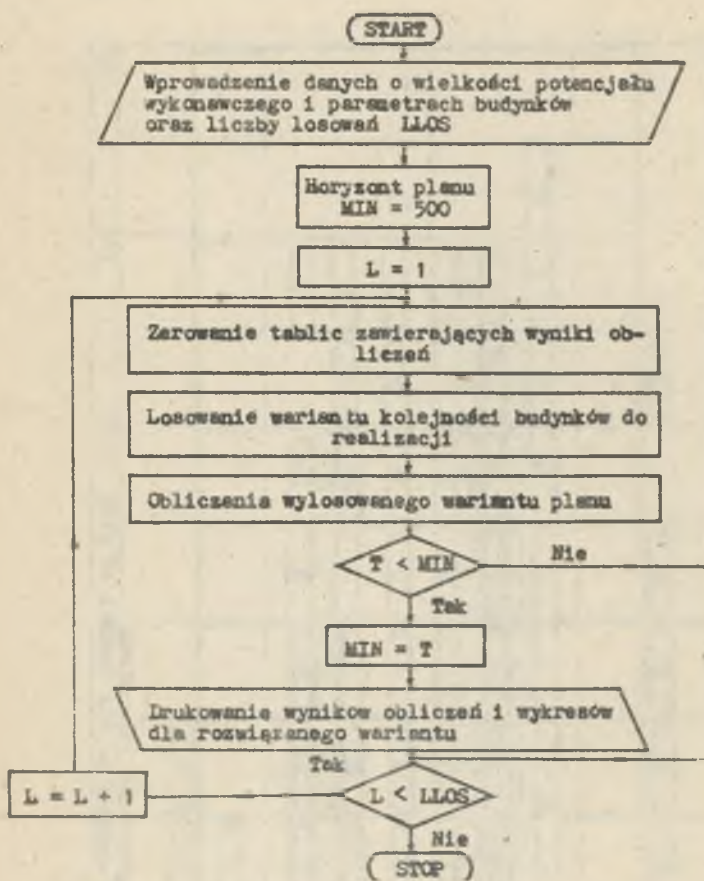 START
Wprowadzenie danych o wielkości potencjału
wykonawczego i parametrach budynków
oraz liczby losowań LLOS
Horyzont planu
MIN = 500
L = 1
Zerowanie tablic zawierających wyniki ob-
liczeń
Losowanie wariantu kolejności budynków do
realizacji
Obliczenia wylosowanego wariantu planu
T < MIN
Nie
Tak
MIN = T
Drukowanie wyników obliczeń i wykresów
dla rozwiązanego wariantu
Tak
L = L + 1
L < LLOS
Nie
STOP